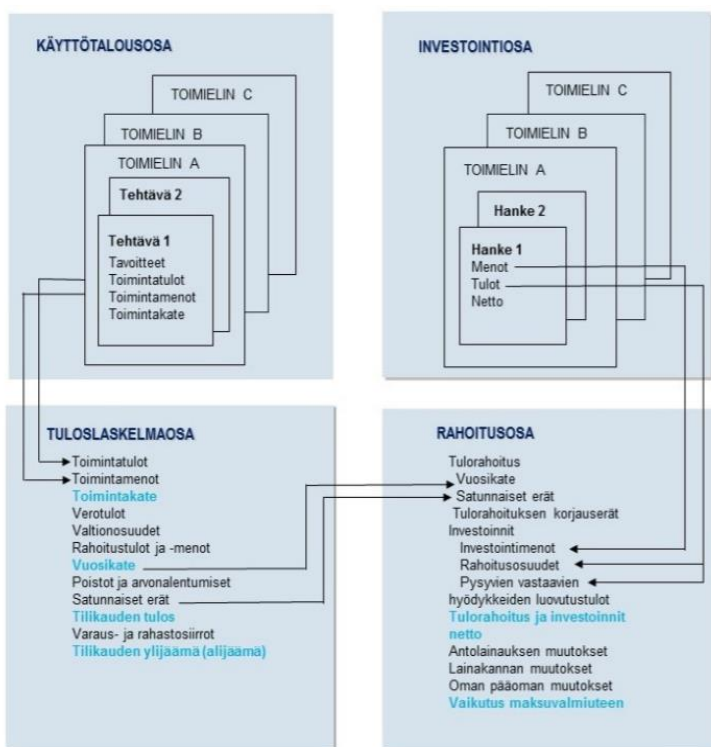 KÄYTTÖTALOUSOSA
TOIMIELIN C
TOIMIELIN B
TOIMIELIN A
Tehtävä 2
Tehtävä 1
Tavoitteet
Toimintatulot
Toimintamenot
Toimintakate
INVESTOINTIOSA
TOIMIELIN C
TOIMIELIN B
TOIMIELIN A
Hanke 2
Hanke 1
Menot
Tulot
Netto
TULOSLASKELMAOSA
Toimintatulot
Toimintamenot
Toimintakate
Verotulot
Valtionosuudet
Rahoitustulot ja -menot
Vuosikate
Poistot ja arvonalentumiset
Satunnaiset erät
Tilikauden tulos
Varaus- ja rahastosiirrot
Tilikauden ylijäämä (alijäämä)
RAHOITUSOSA
Tulorahoitus
Vuosikate
Satunnaiset erät
Tulorahoituksen korjauserät
Investoinnit
Investointimenot
Rahoitusosuudet
Pysyvien vastaavien
hyödykkeiden luovutustulot
Tulorahoitus ja investoinnit
netto
Antolainauksen muutokset
Lainakannan muutokset
Oman pääoman muutokset
Vaikutus maksuvalmiuteen